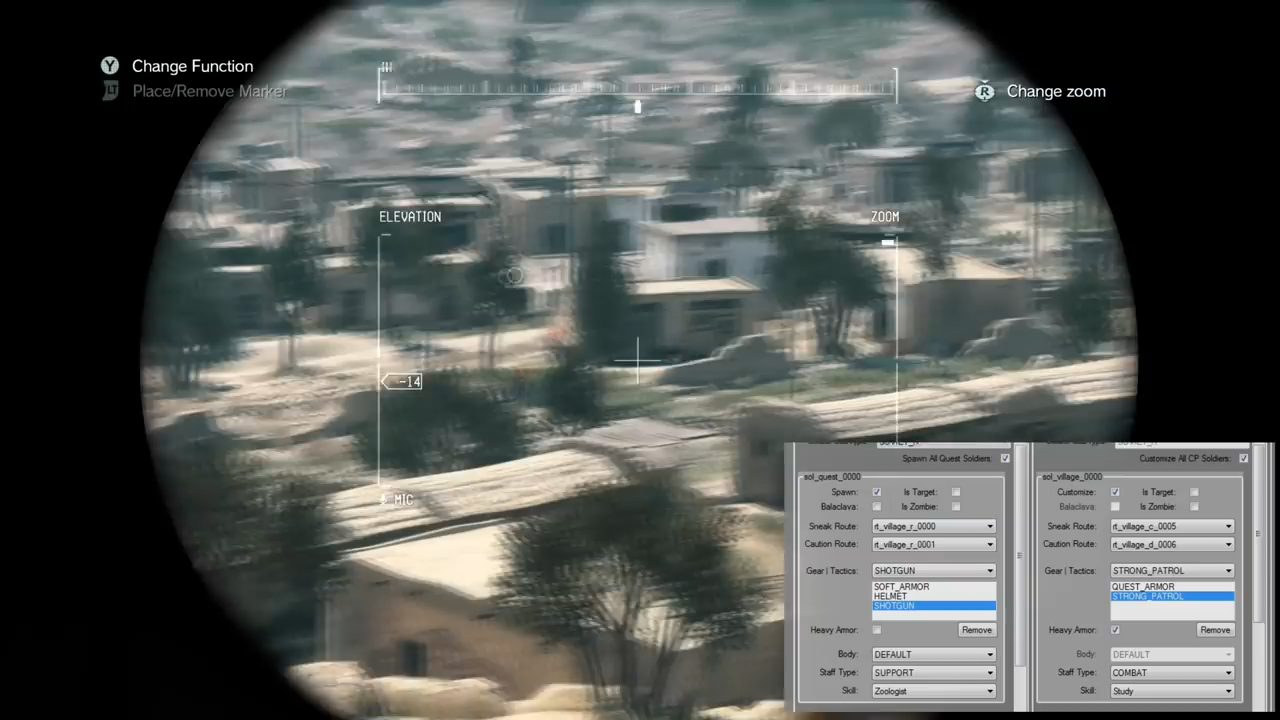 Y Change Function
LT Place/Remove Marker
R Change zoom
ELEVATION
ZOOM
-14
MIC
Spawn All Quest Soldiers:
sol_quest_0000
Spawn: Is Target:
Balaclava: Is Zombie:
Sneak Route: rt_village_r_0000
Caution Route: rt_village_r_0001
Gear | Tactics: SHOTGUN
SOFT_ARMOR
HELMET
SHOTGUN
Heavy Armor: Remove
Body: DEFAULT
Staff Type: SUPPORT
Skill: Zoologist
Customize All CP Soldiers:
sol_village_0000
Customize: Is Target:
Balaclava: Is Zombie:
Sneak Route: rt_village_c_0005
Caution Route: rt_village_d_0006
Gear | Tactics: STRONG_PATROL
QUEST_ARMOR
STRONG_PATROL
Heavy Armor: Remove
Body: DEFAULT
Staff Type: COMBAT
Skill: Study